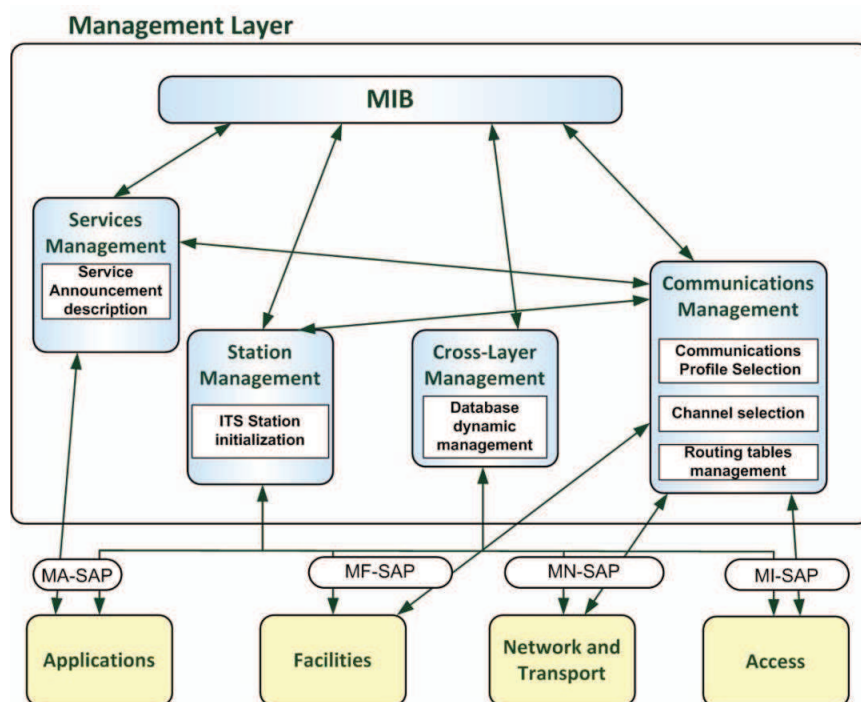 Management Layer
MIB
Services
Management
Service
Announcement
description
Station
Management
ITS Station
initialization
Cross-Layer
Management
Database
dynamic
management
Communications
Management
Communications
Profile Selection
Channel selection
Routing tables
management
MA-SAP
MF-SAP
MN-SAP
MI-SAP
Applications
Facilities
Network and
Transport
Access